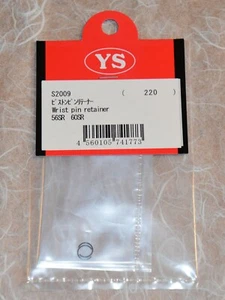 YS
S2009 ( 220 )
ﾋﾟｽﾄﾝﾋﾟﾝﾘﾃｰﾅｰ
Wrist pin retainer
56SR 60SR
4 560105 741773